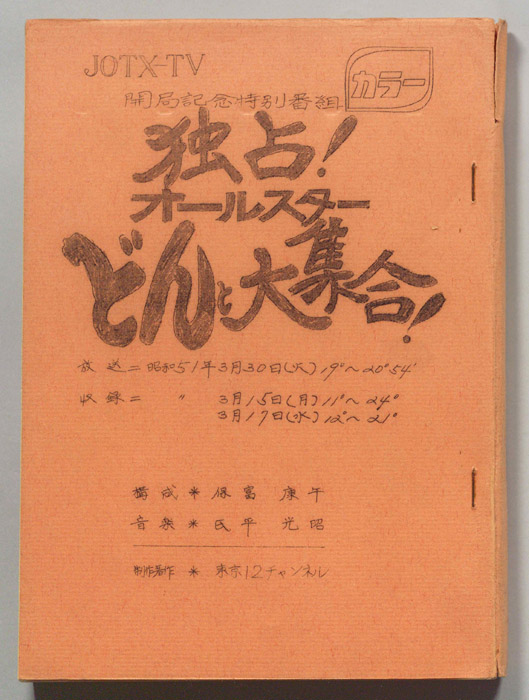 JOTX-TV
カラー
開局記念特別番組
独占!
オールスター
どんと大集合!
放送= 昭和51年3月30日(火)19°~20°54'
収録= 〃 3月15日(月)11°~24°
3月17日(水)12°~21°
構成*保富 康午
音楽*氏平 光昭
制作著作*東京12チャンネル